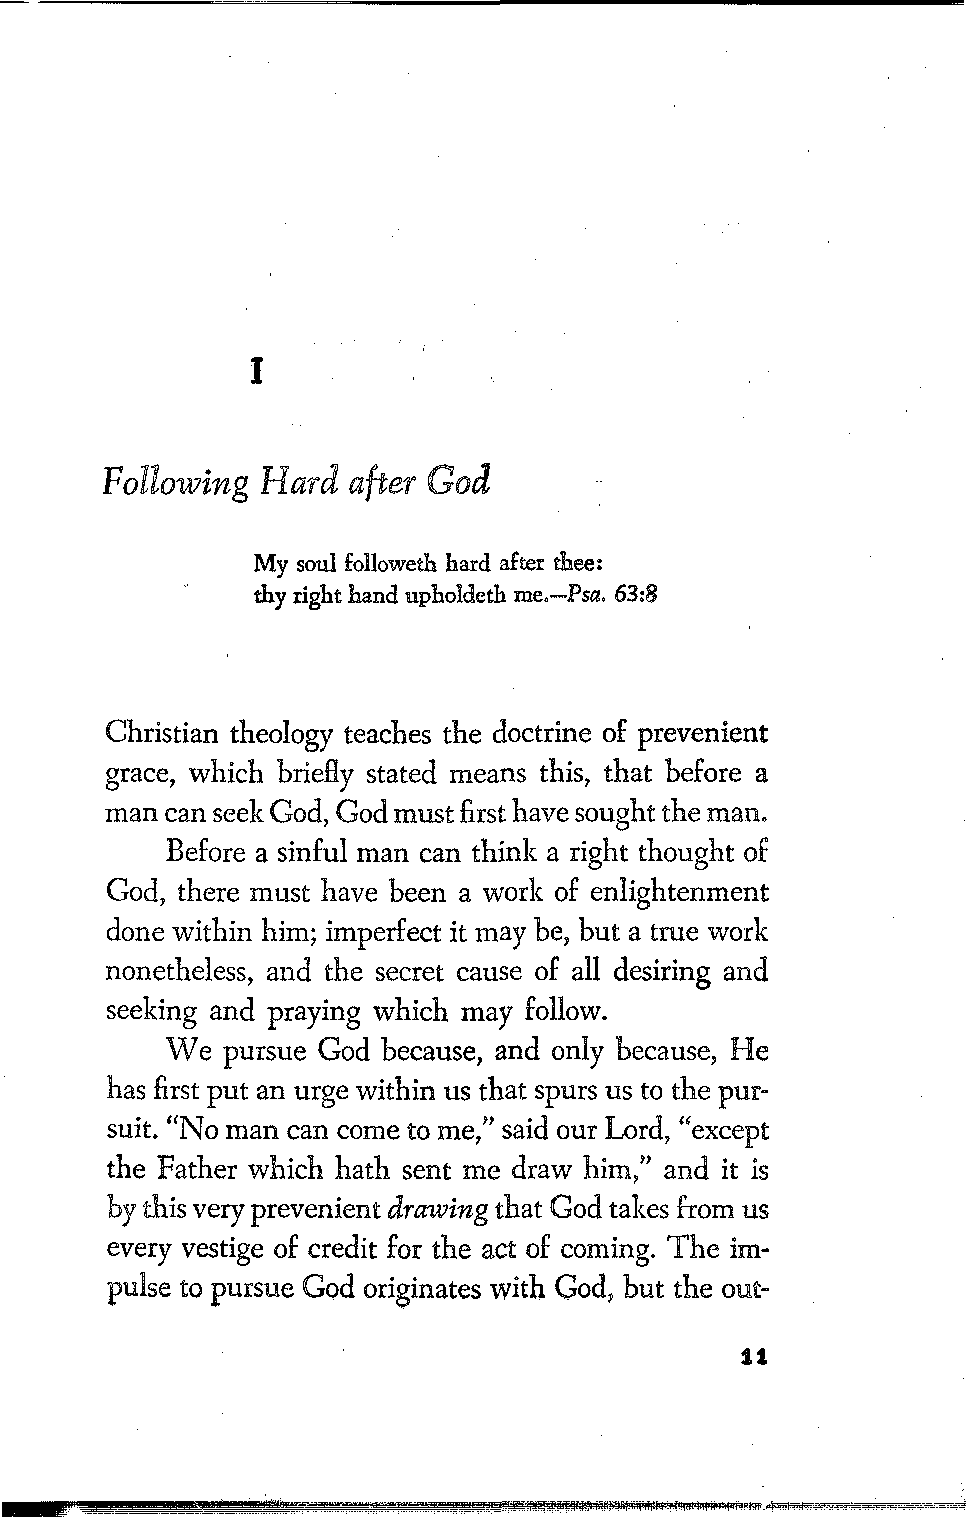 I
Following Hard after God
My soul followeth hard after thee:
thy right hand upholdeth me.—Psa. 63:8
Christian theology teaches the doctrine of prevenient
grace, which briefly stated means this, that before a
man can seek God, God must first have sought the man.
Before a sinful man can think a right thought of
God, there must have been a work of enlightenment
done within him; imperfect it may be, but a true work
nonetheless, and the secret cause of all desiring and
seeking and praying which may follow.
We pursue God because, and only because, He
has first put an urge within us that spurs us to the pur-
suit. “No man can come to me,” said our Lord, “except
the Father which hath sent me draw him,” and it is
by this very prevenient drawing that God takes from us
every vestige of credit for the act of coming. The im-
pulse to pursue God originates with God, but the out-
11